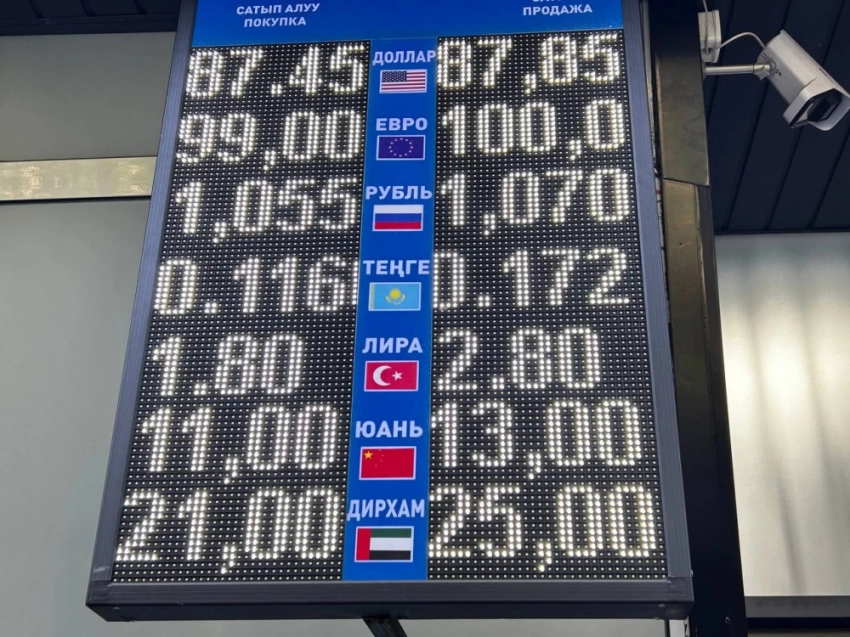 САТЫП АЛУУ
ПОКУПКА ПРОДАЖА
87.45 ДОЛЛАР 87,85
99,00 ЕВРО 100,0
1,055 РУБЛЬ 1,070
0.116 ТЕҢГЕ 0.172
1.80 ЛИРА 2.80
11,00 ЮАНЬ 13,00
21,00 ДИРХАМ 25,00